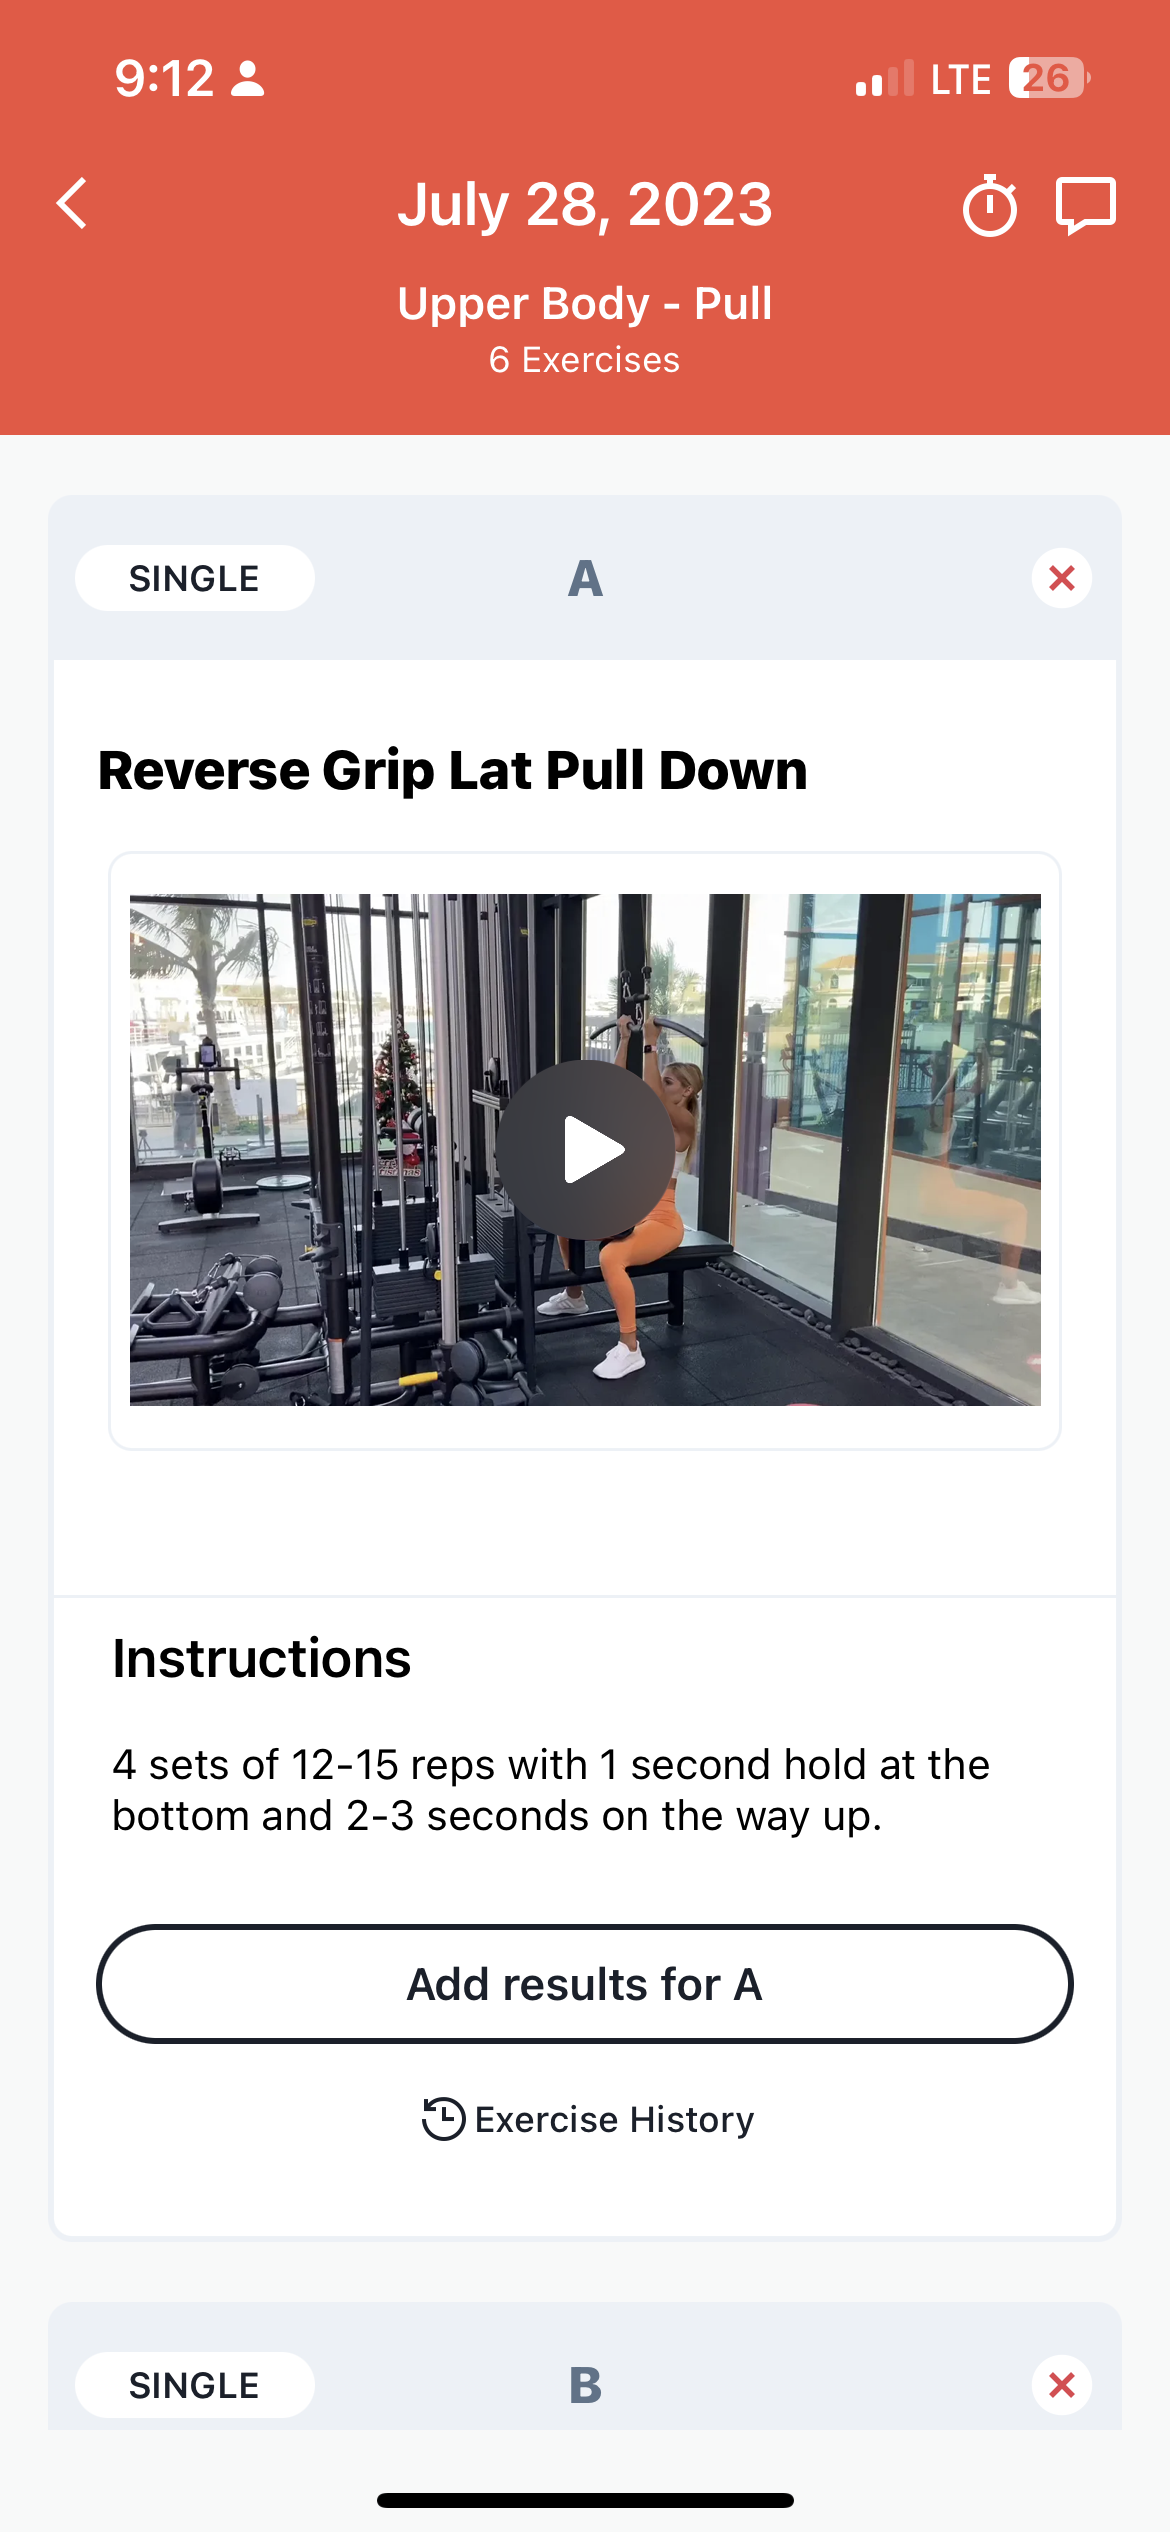 9:12
LTE 26
July 28, 2023
Upper Body - Pull
6 Exercises
SINGLE A
Reverse Grip Lat Pull Down
Instructions
4 sets of 12-15 reps with 1 second hold at the
bottom and 2-3 seconds on the way up.
Add results for A
Exercise History
SINGLE B